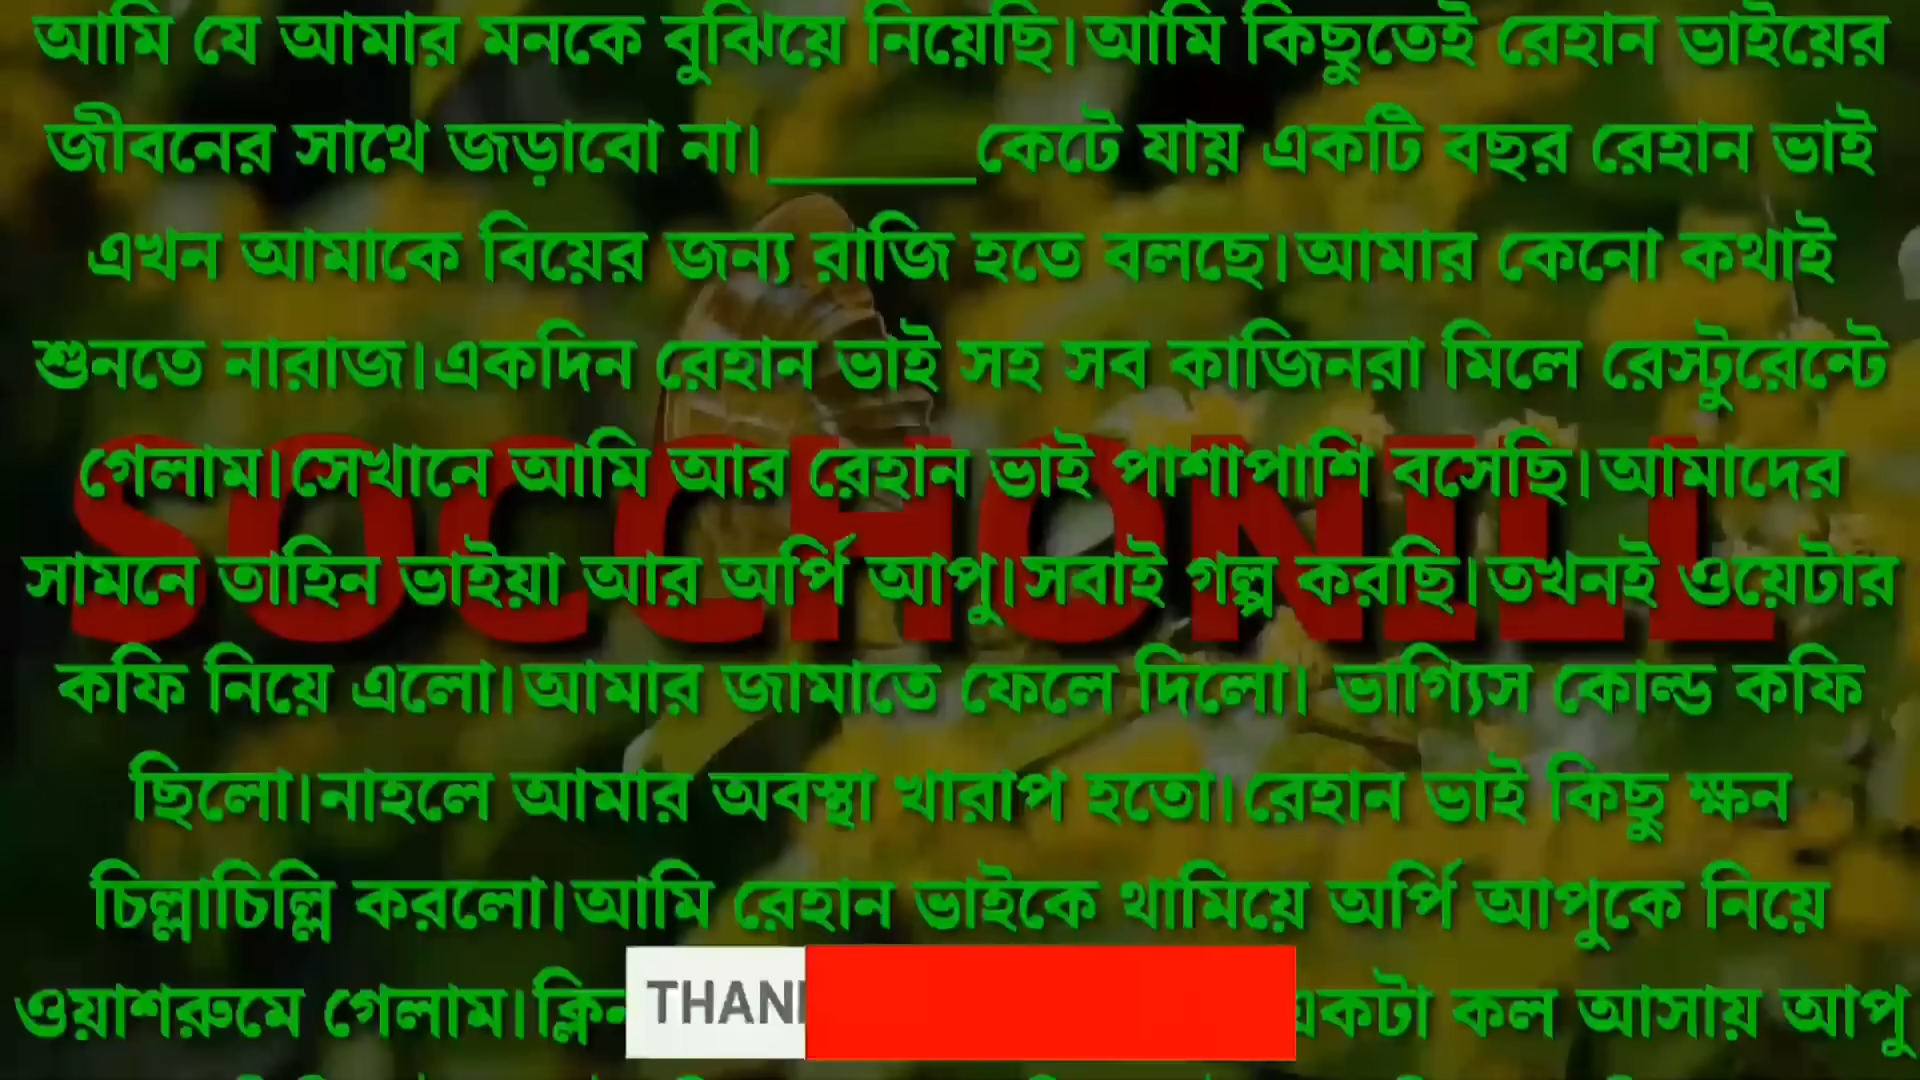 আমি যে আমার মনকে বুঝিয়ে নিয়েছি।আমি কিছুতেই রেহান ভাইয়ের
জীবনের সাথে জড়াবো না।________কেটে যায় একটি বছর রেহান ভাই
এখন আমাকে বিয়ের জন্য রাজি হতে বলছে।আমার কেনো কথাই
শুনতে নারাজ।একদিন রেহান ভাই সহ সব কাজিনরা মিলে রেস্টুরেন্টে
SOCCHONILL
গেলাম।সেখানে আমি আর রেহান ভাই পাশাপাশি বসেছি।আমাদের
সামনে তাহিন ভাইয়া আর অর্পি আপু।সবাই গল্প করছি।তখনই ওয়েটার
কফি নিয়ে এলো।আমার জামাতে ফেলে দিলো। ভাগ্যিস কোল্ড কফি
ছিলো।নাহলে আমার অবস্থা খারাপ হতো।রেহান ভাই কিছু ক্ষন
চিল্লাচিল্লি করলো।আমি রেহান ভাইকে থামিয়ে অর্পি আপুকে নিয়ে
ওয়াশরুমে গেলাম। একটা কল আসায় আপু
THAN